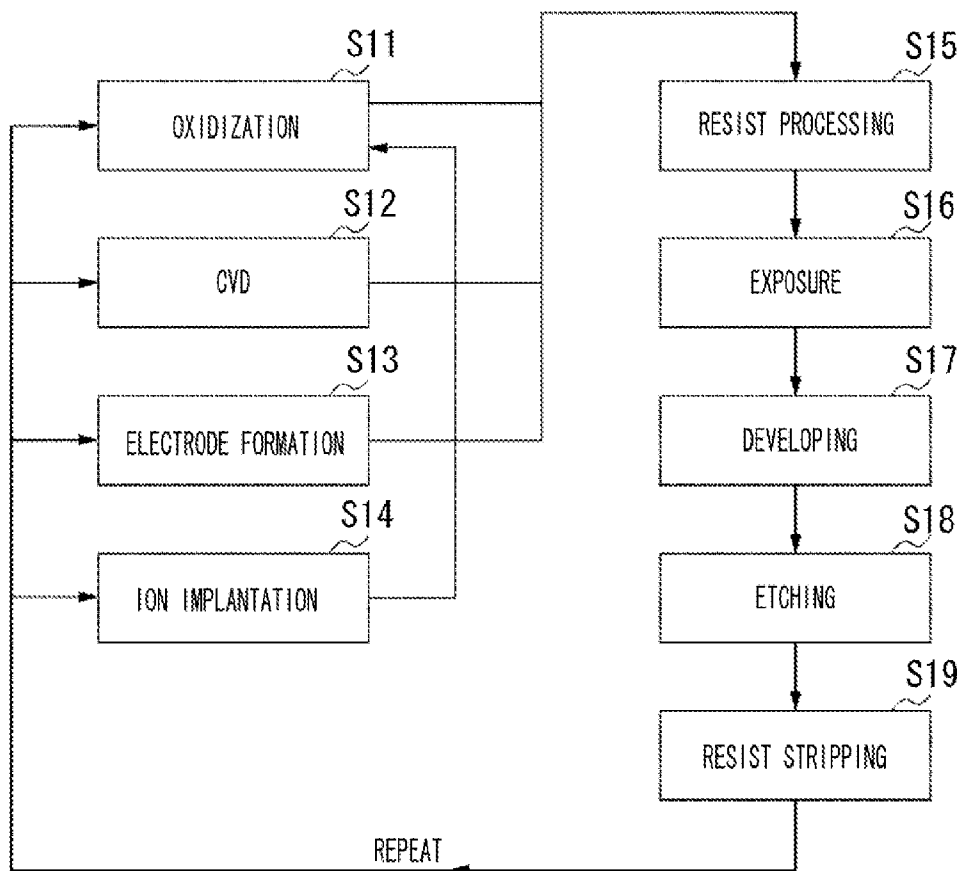 S11
OXIDIZATION
S12
CVD
S13
ELECTRODE FORMATION
S14
ION IMPLANTATION
S15
RESIST PROCESSING
S16
EXPOSURE
S17
DEVELOPING
S18
ETCHING
S19
RESIST STRIPPING
REPEAT